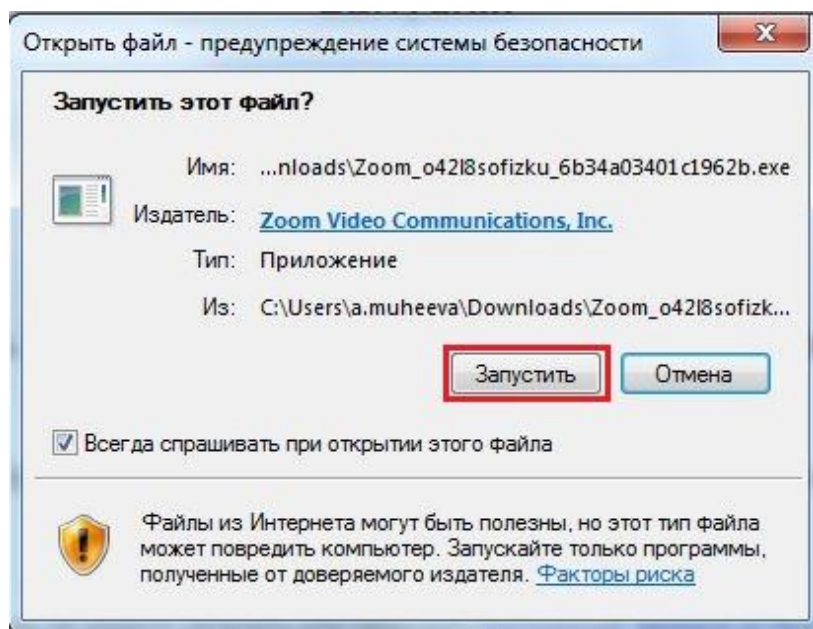 Открыть файл - предупреждение системы безопасности
Запустить этот файл?
Имя: ...nloads\Zoom_o42l8sofizku_6b34a03401c1962b.exe
Издатель: Zoom Video Communications, Inc.
Тип: Приложение
Из: C:\Users\a.muheeva\Downloads\Zoom_o42l8sofizk...
Запустить Отмена
Всегда спрашивать при открытии этого файла
Файлы из Интернета могут быть полезны, но этот тип файла
может повредить компьютер. Запускайте только программы,
полученные от доверяемого издателя. Факторы риска